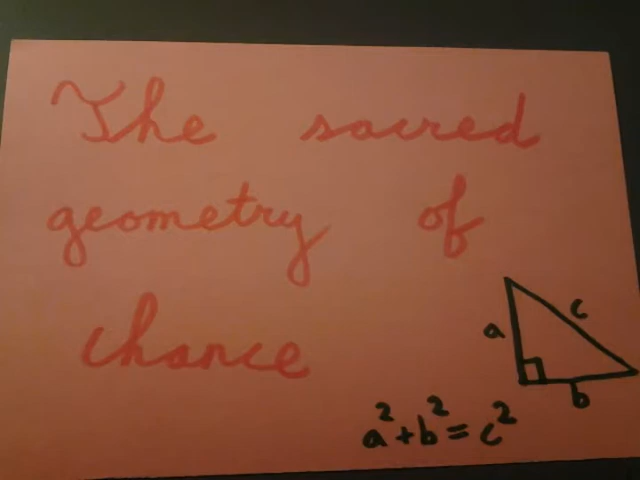 The sacred
geometry of
chance
a
c
b
a² + b² = c²